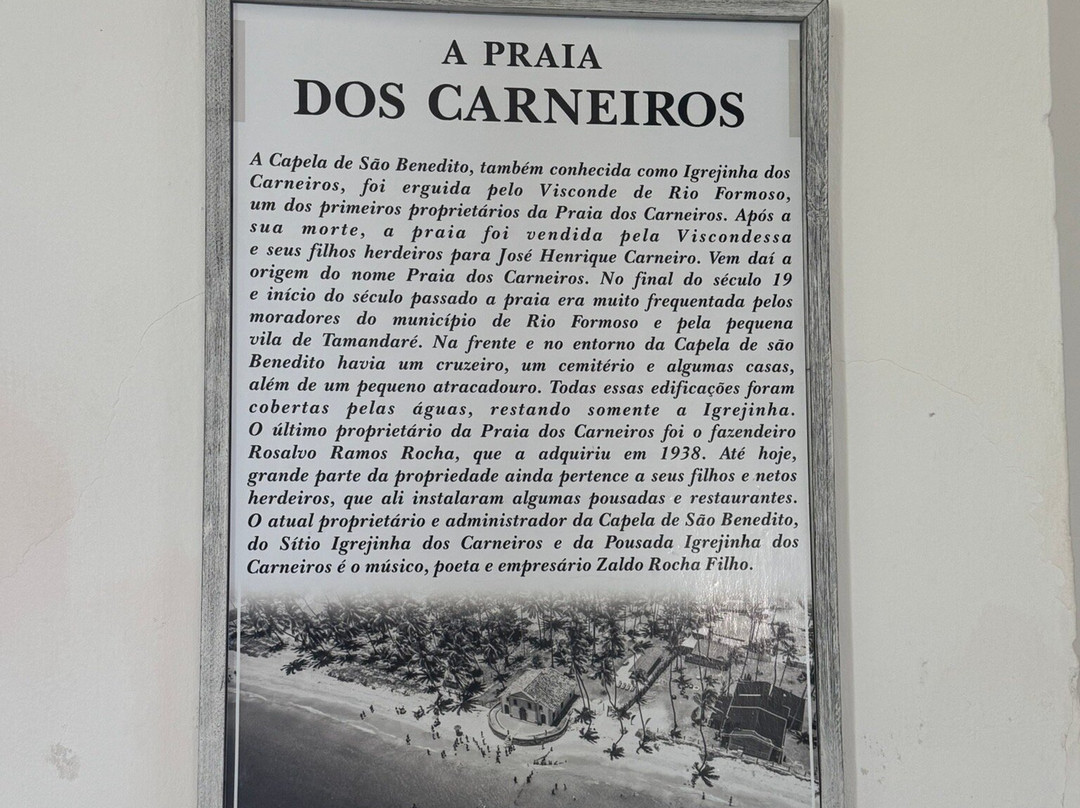 A PRAIA
DOS CARNEIROS
A Capela de São Benedito, também conhecida como Igrejinha dos
Carneiros, foi erguida pelo Visconde de Rio Formoso,
um dos primeiros proprietários da Praia dos Carneiros. Após a
sua morte, a praia foi vendida pela Viscondessa
e seus filhos herdeiros para José Henrique Carneiro. Vem daí a
origem do nome Praia dos Carneiros. No final do século 19
e início do século passado a praia era muito frequentada pelos
moradores do município de Rio Formoso e pela pequena
vila de Tamandaré. Na frente e no entorno da Capela de são
Benedito havia um cruzeiro, um cemitério e algumas casas,
além de um pequeno atracadouro. Todas essas edificações foram
cobertas pelas águas, restando somente a Igrejinha.
O último proprietário da Praia dos Carneiros foi o fazendeiro
Rosalvo Ramos Rocha, que a adquiriu em 1938. Até hoje,
grande parte da propriedade ainda pertence a seus filhos e netos
herdeiros, que ali instalaram algumas pousadas e restaurantes.
O atual proprietário e administrador da Capela de São Benedito,
do Sítio Igrejinha dos Carneiros e da Pousada Igrejinha dos
Carneiros é o músico, poeta e empresário Zaldo Rocha Filho.